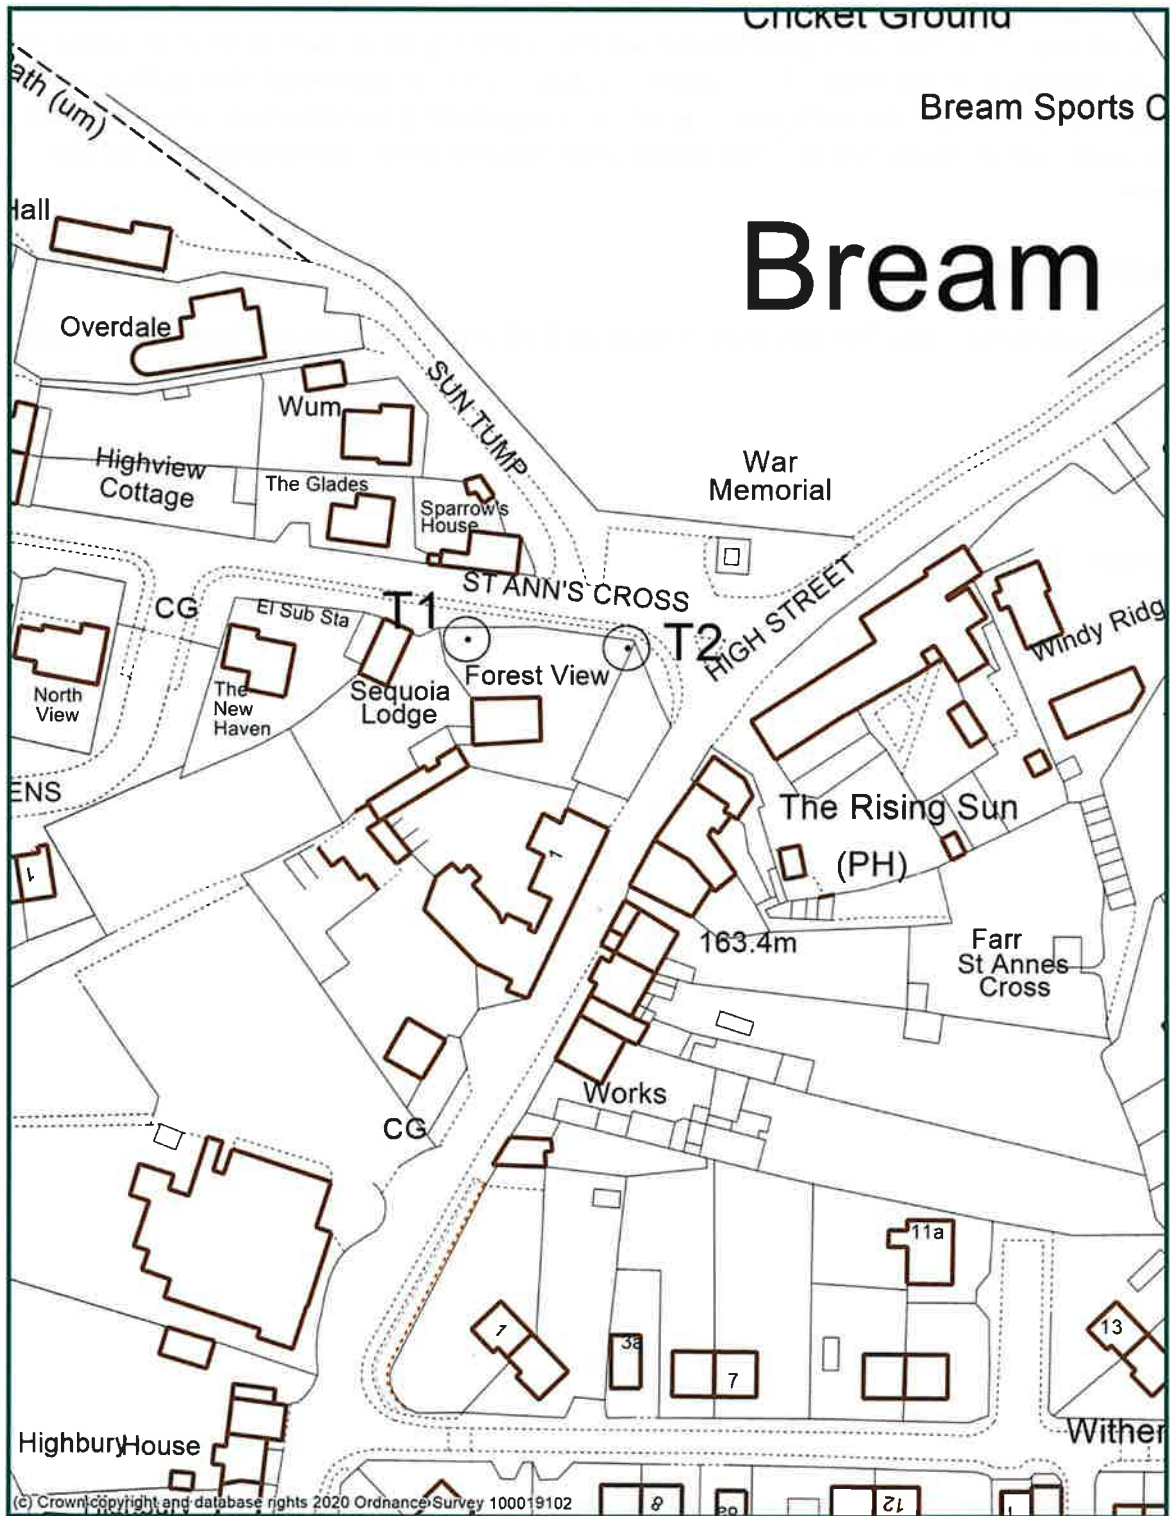 Cricket Ground
Path (um)
Bream Sports C
Hall
Bream
Overdale
SUN TUMP
Wum
War
Memorial
Highview
Cottage
The Glades
Sparrow's
House
ST ANN'S CROSS
HIGH STREET
CG
El Sub Sta
T1
T2
Windy Ridg
Forest View
North
View
The
New
Haven
Sequoia
Lodge
ENS
The Rising Sun
(PH)
1
1
163.4m
Farr
St Annes
Cross
Works
CG
11a
1
3a
7
13
Highbury House
Wither
8
12
1
(c) Crown copyright and database rights 2020 Ordnance Survey 100019102